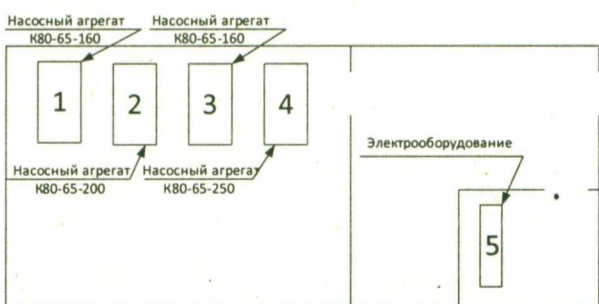 Насосный агрегат
К80-65-160
Насосный агрегат
К80-65-160
1
2
3
4
Насосный агрегат
К80-65-200
Насосный агрегат
К80-65-250
Электрооборудование
5